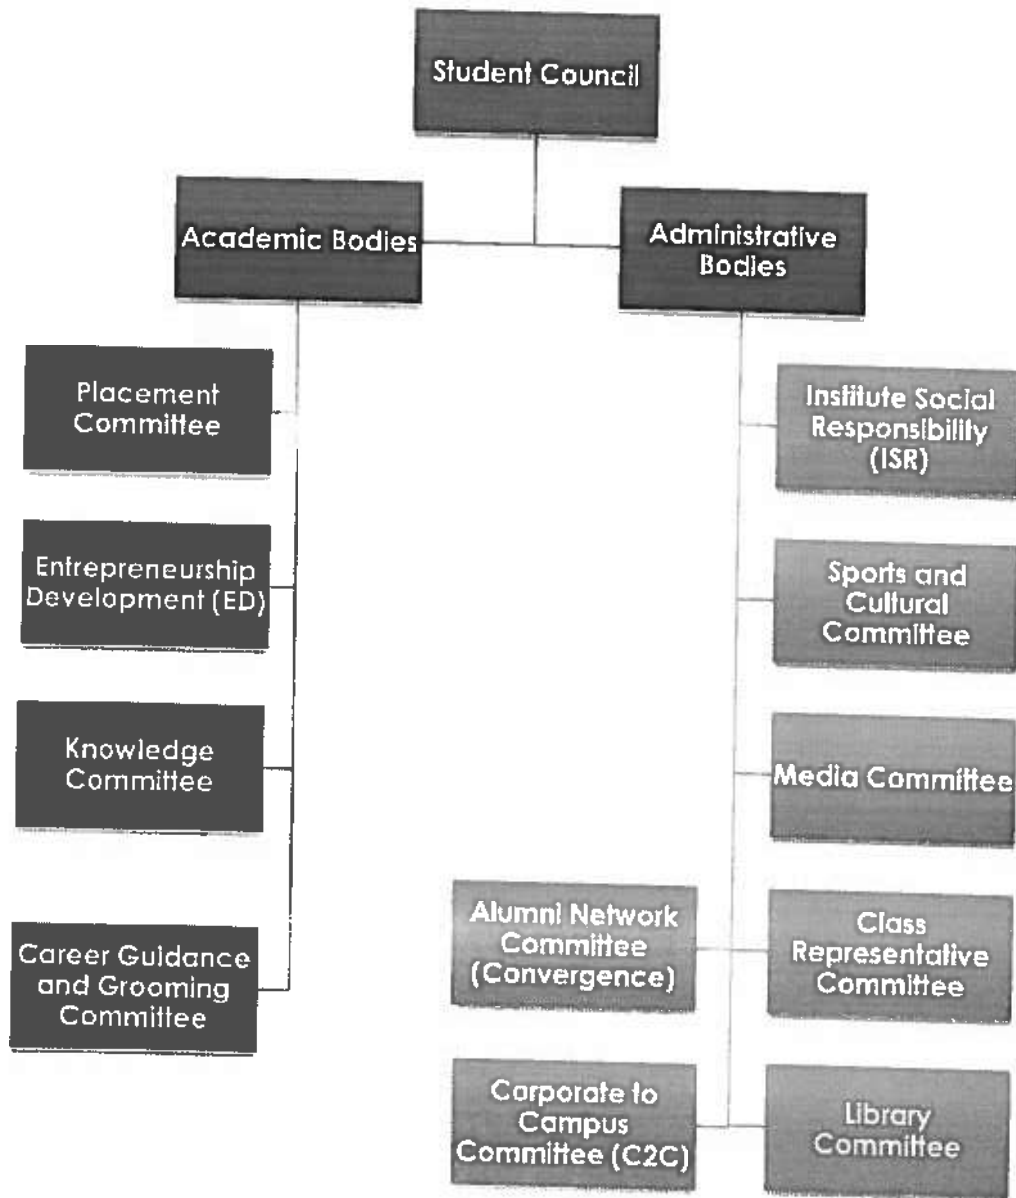 Student Council
Academic Bodies
Administrative
Bodies
Placement
Committee
Institute Social
Responsibility
(ISR)
Entrepreneurship
Development (ED)
Sports and
Cultural
Committee
Knowledge
Committee
Media Committee
Alumni Network
Committee
(Convergence)
Class
Representative
Committee
Career Guidance
and Grooming
Committee
Corporate to
Campus
Committee (C2C)
Library
Committee